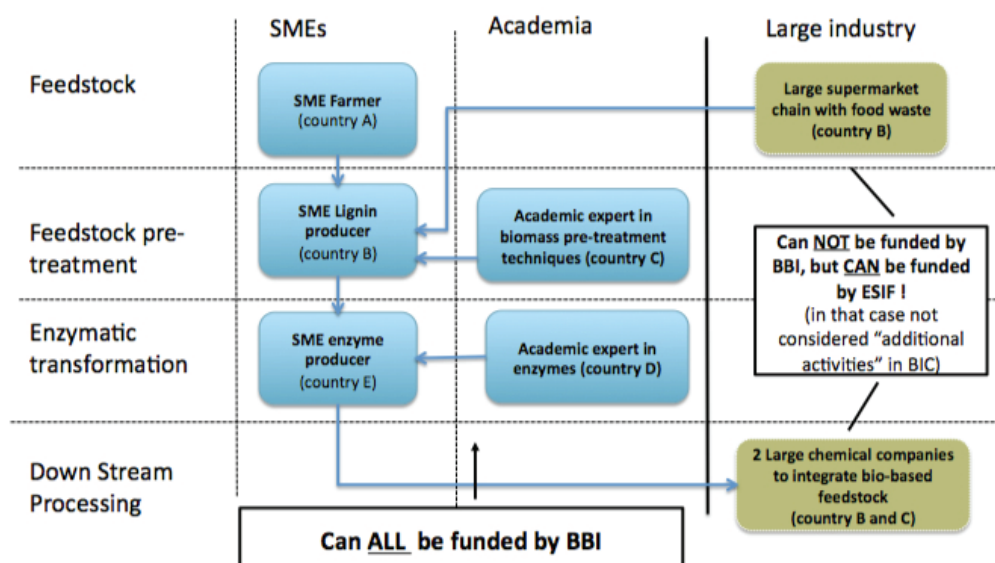 SMEs
Academia
Large industry
Feedstock
SME Farmer
(country A)
Large supermarket
chain with food waste
(country B)
Feedstock pre-
treatment
SME Lignin
producer
(country B)
Academic expert in
biomass pre-treatment
techniques (country C)
Can NOT be funded by
BBI, but CAN be funded
by ESIF !
(in that case not
considered “additional
activities” in BIC)
Enzymatic
transformation
SME enzyme
producer
(country E)
Academic expert in
enzymes (country D)
Down Stream
Processing
2 Large chemical companies
to integrate bio-based
feedstock
(country B and C)
Can ALL be funded by BBI